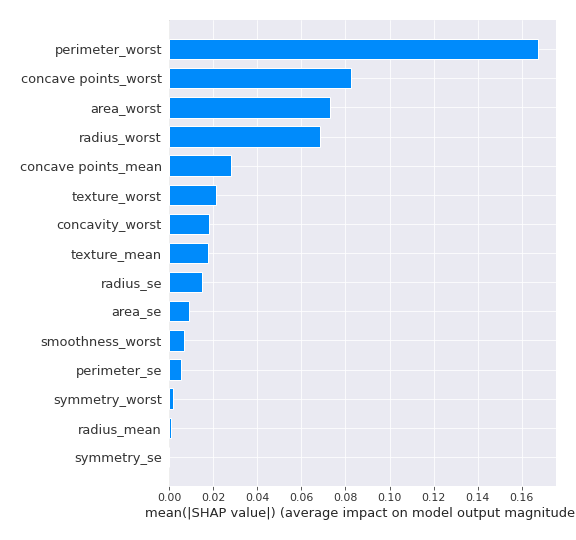 perimeter_worst
concave points_worst
area_worst
radius_worst
concave points_mean
texture_worst
concavity_worst
texture_mean
radius_se
area_se
smoothness_worst
perimeter_se
symmetry_worst
radius_mean
symmetry_se
0.00 0.02 0.04 0.06 0.08 0.10 0.12 0.14 0.16
mean(|SHAP value|) (average impact on model output magnitude